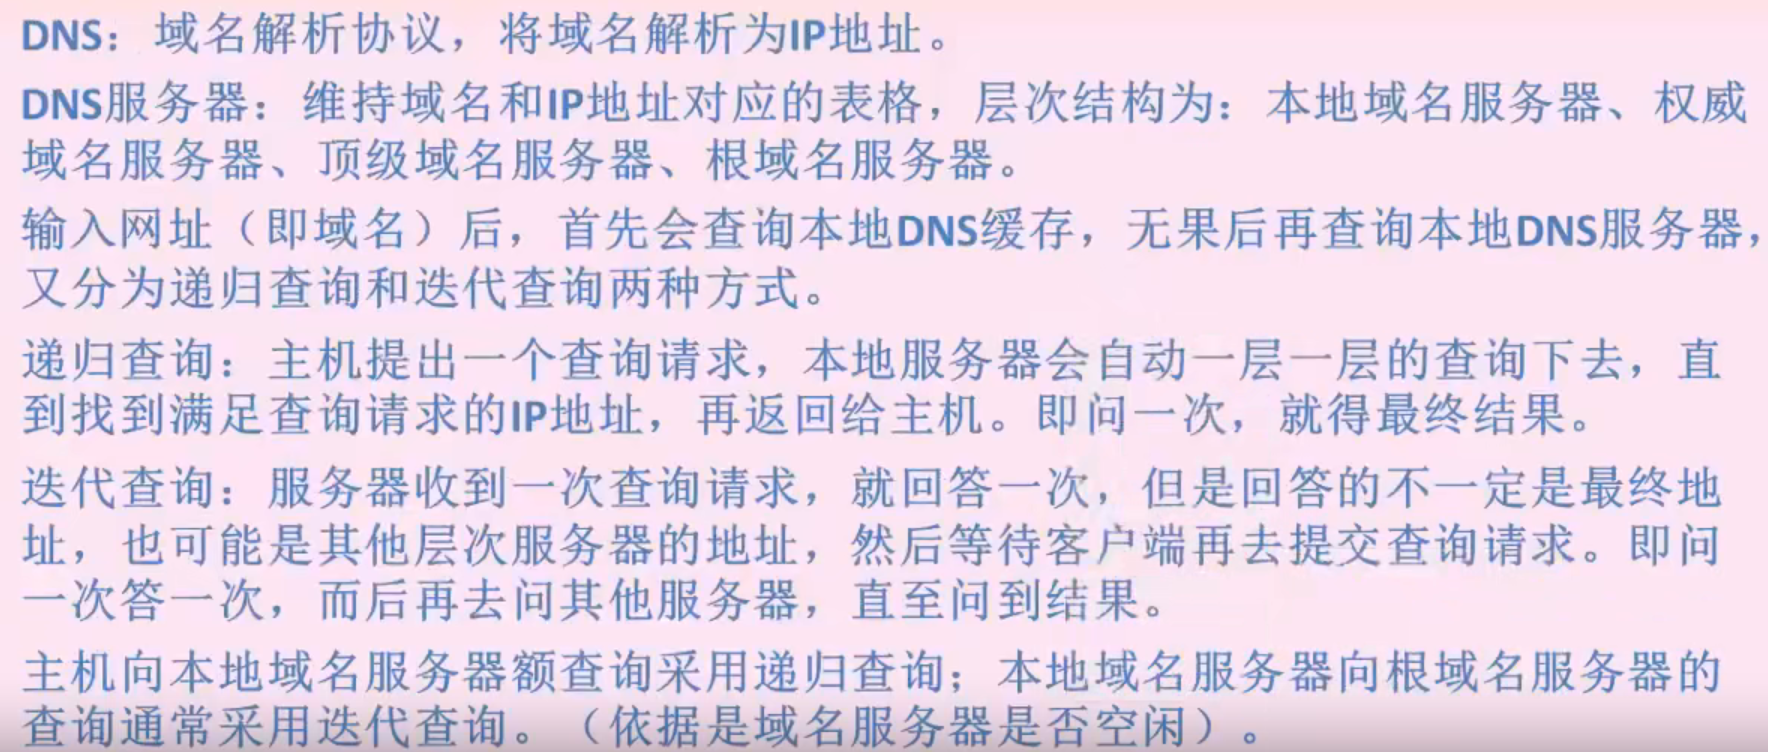 DNS：域名解析协议，将域名解析为IP地址。
DNS服务器：维持域名和IP地址对应的表格，层次结构为：本地域名服务器、权威
域名服务器、顶级域名服务器、根域名服务器。
输入网址（即域名）后，首先会查询本地DNS缓存，无果后再查询本地DNS服务器，
又分为递归查询和迭代查询两种方式。
递归查询：主机提出一个查询请求，本地服务器会自动一层一层的查询下去，直
到找到满足查询请求的IP地址，再返回给主机。即问一次，就得最终结果。
迭代查询：服务器收到一次查询请求，就回答一次，但是回答的不一定是最终地
址，也可能是其他层次服务器的地址，然后等待客户端再去提交查询请求。即问
一次答一次，而后再去问其他服务器，直至问到结果。
主机向本地域名服务器额查询采用递归查询；本地域名服务器向根域名服务器的
查询通常采用迭代查询。（依据是域名服务器是否空闲）。